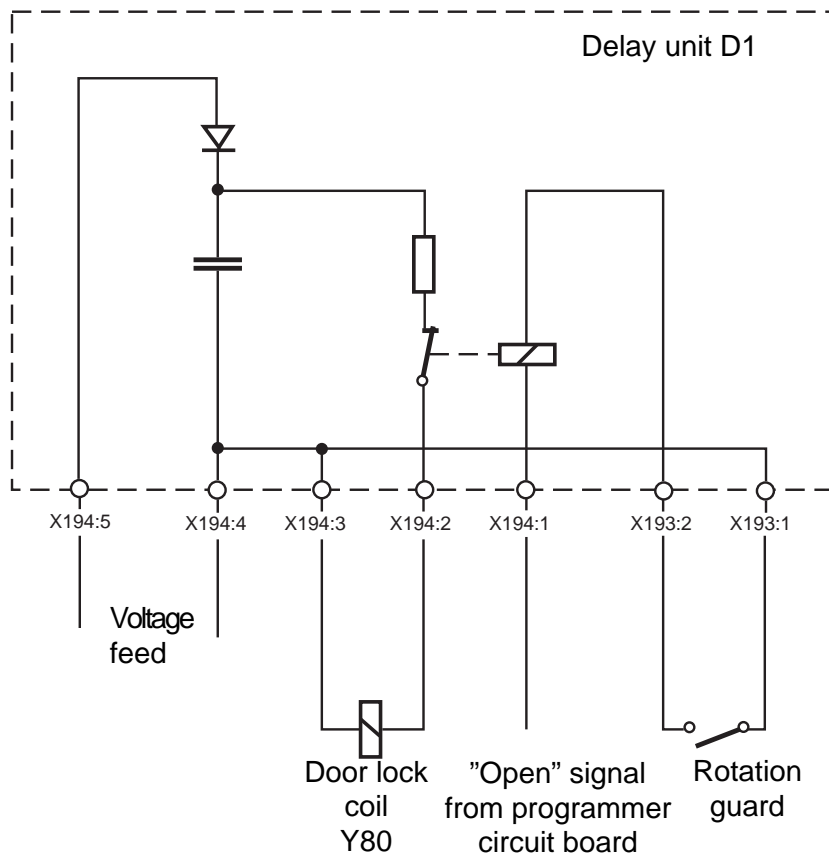 Delay unit D1
X194:5
X194:4
X194:3
X194:2
X194:1
X193:2
X193:1
Voltage
feed
Door lock
coil
Y80
”Open” signal
from programmer
circuit board
Rotation
guard